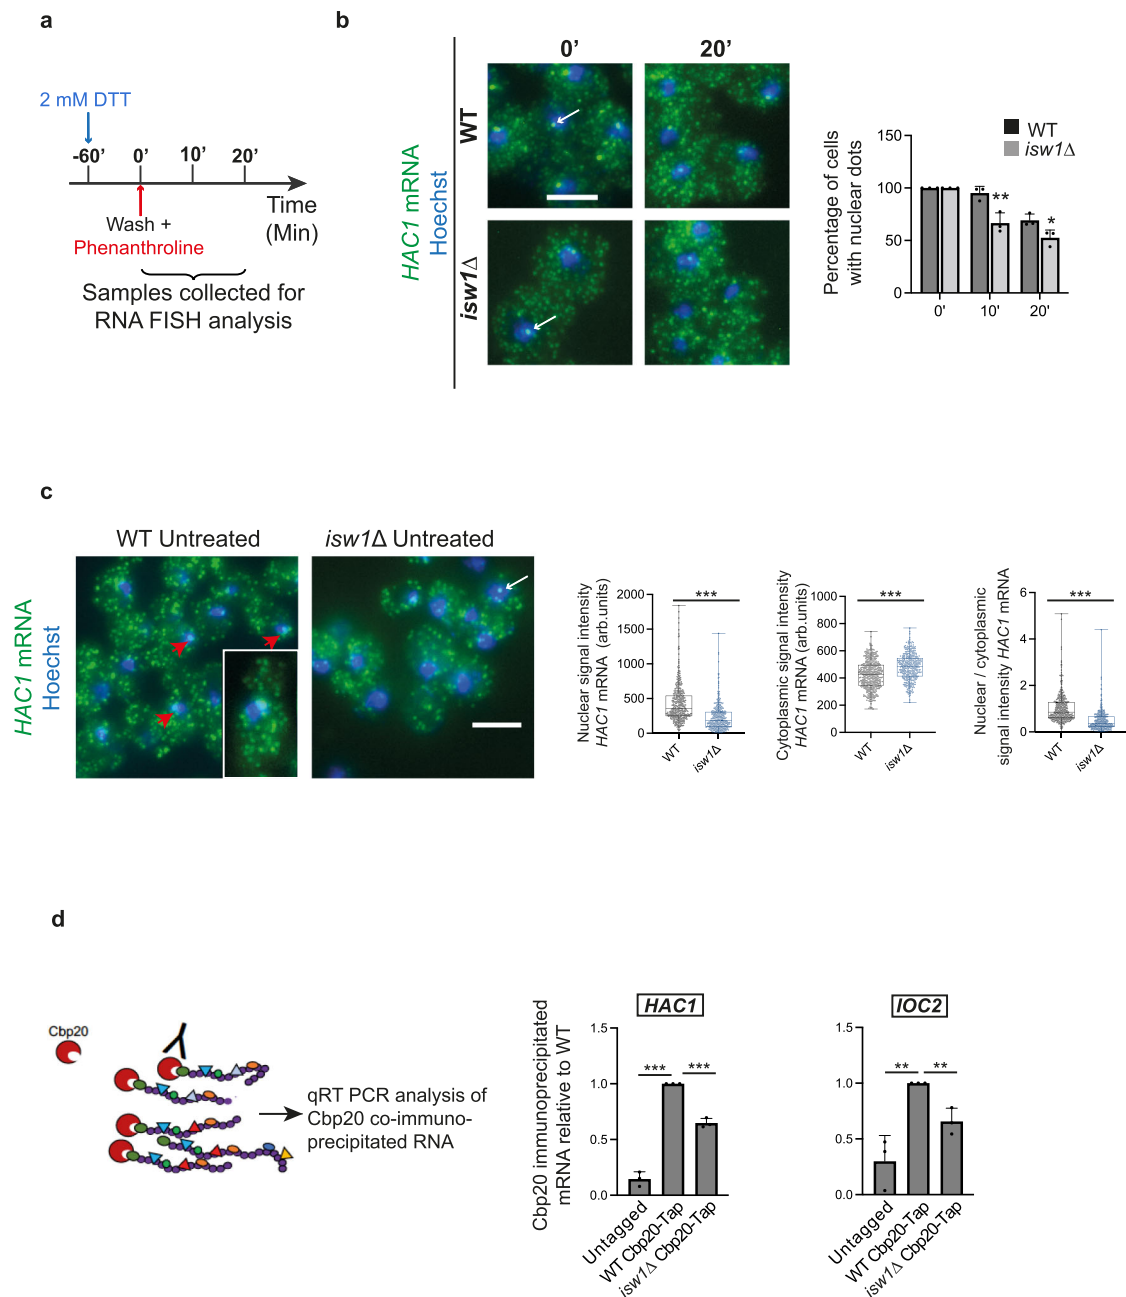 a
2 mM DTT
-60’ 0’ 10’ 20’
Time
(Min)
Wash +
Phenanthroline
Samples collected for
RNA FISH analysis
b
0’ 20’
WT
isw1Δ
HAC1 mRNA
Hoechst
WT
isw1Δ
Percentage of cells
with nuclear dots
150
100
50
0
** *
0’ 10’ 20’
c
WT Untreated isw1Δ Untreated
HAC1 mRNA
Hoechst
Nuclear signal intensity
HAC1 mRNA (arb.units)
2000
1500
1000
500
0
***
WT isw1Δ
Cytoplasmic signal intensity
HAC1 mRNA (arb.units)
1000
800
600
400
200
0
***
WT isw1Δ
Nuclear / cytoplasmic
signal intensity HAC1 mRNA
6
4
2
0
***
WT isw1Δ
d
Cbp20
qRT PCR analysis of
Cbp20 co-immuno-
precipitated RNA
Cbp20 immunoprecipitated
mRNA relative to WT
HAC1
1.5
1.0
0.5
0.0
*** ***
Untagged
WT Cbp20-Tap
isw1Δ Cbp20-Tap
IOC2
1.5
1.0
0.5
0.0
** **
Untagged
WT Cbp20-Tap
isw1Δ Cbp20-Tap